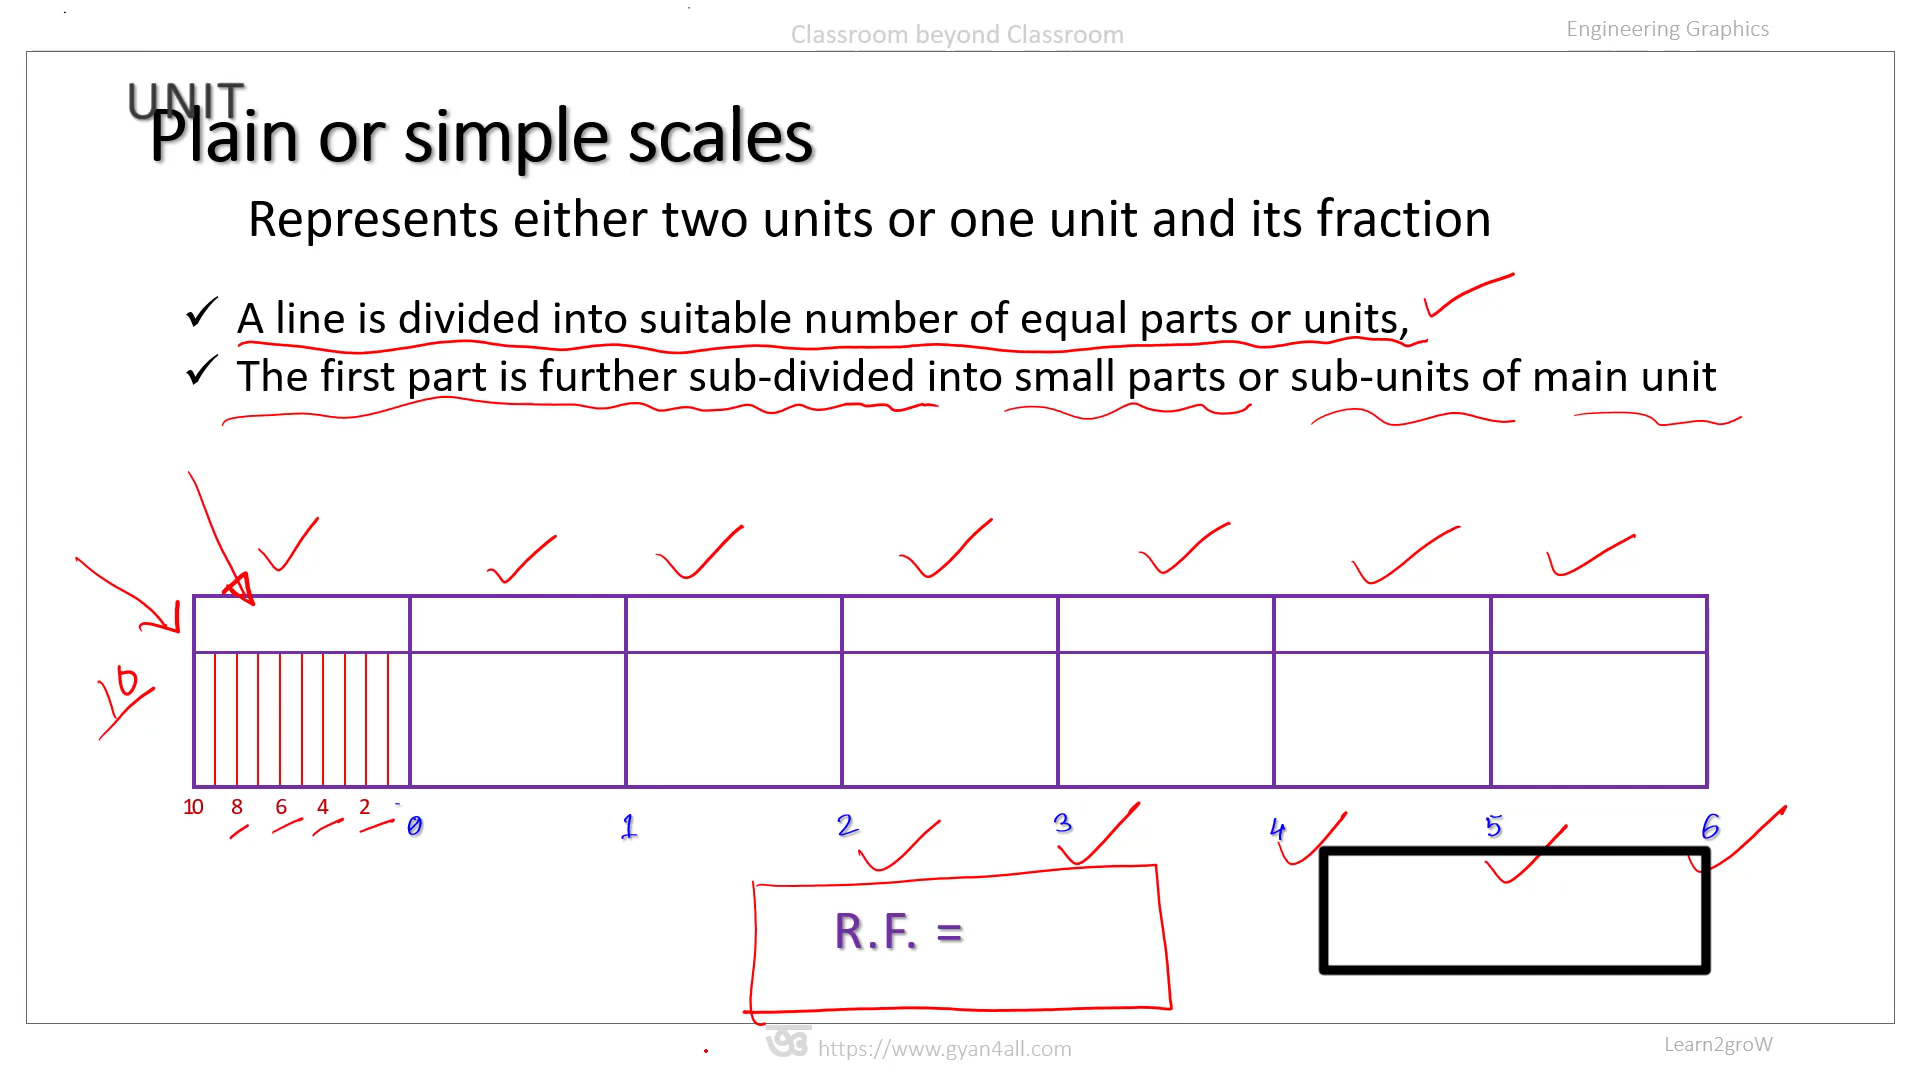 Classroom beyond Classroom
Engineering Graphics
UNIT
Plain or simple scales
Represents either two units or one unit and its fraction
✓ A line is divided into suitable number of equal parts or units,
✓ The first part is further sub-divided into small parts or sub-units of main unit
10
10 8 6 4 2 0 1 2 3 4 5 6
R.F. =
https://www.gyan4all.com
Learn2groW